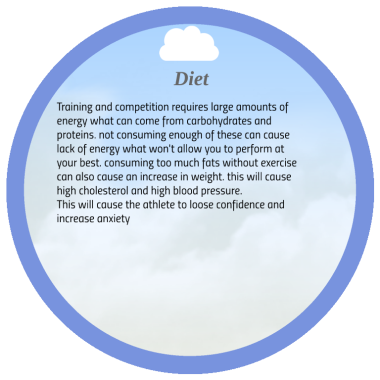 Diet
Training and competition requires large amounts of
energy what can come from carbohydrates and
proteins. not consuming enough of these can cause
lack of energy what won't allow you to perform at
your best. consuming too much fats without exercise
can also cause an increase in weight. this will cause
high cholesterol and high blood pressure.
This will cause the athlete to loose confidence and
increase anxiety